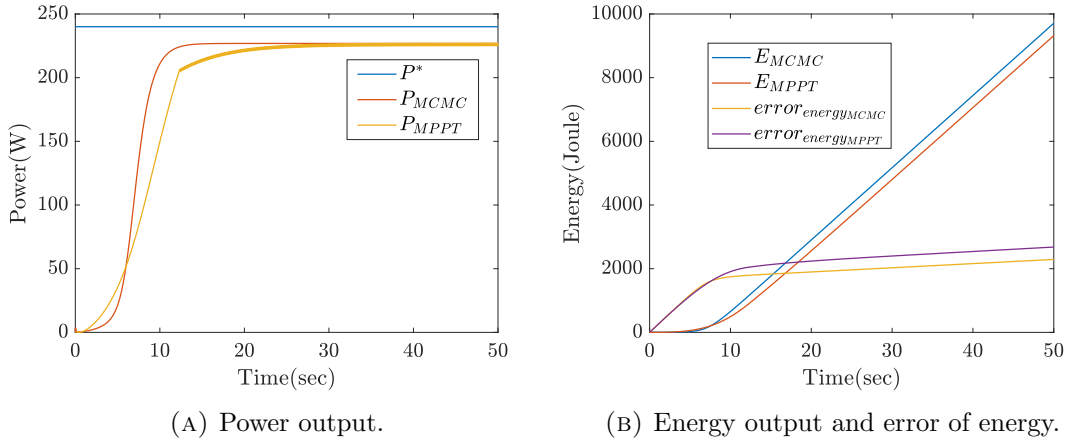 250
200
150
100
50
0
Power(W)
0 10 20 30 40 50
Time(sec)
P*
P_MCMC
P_MPPT
(A) Power output.
10000
8000
6000
4000
2000
0
Energy(Joule)
0 10 20 30 40 50
Time(sec)
E_MCMC
E_MPPT
error_energy_MCMC
error_energy_MPPT
(B) Energy output and error of energy.